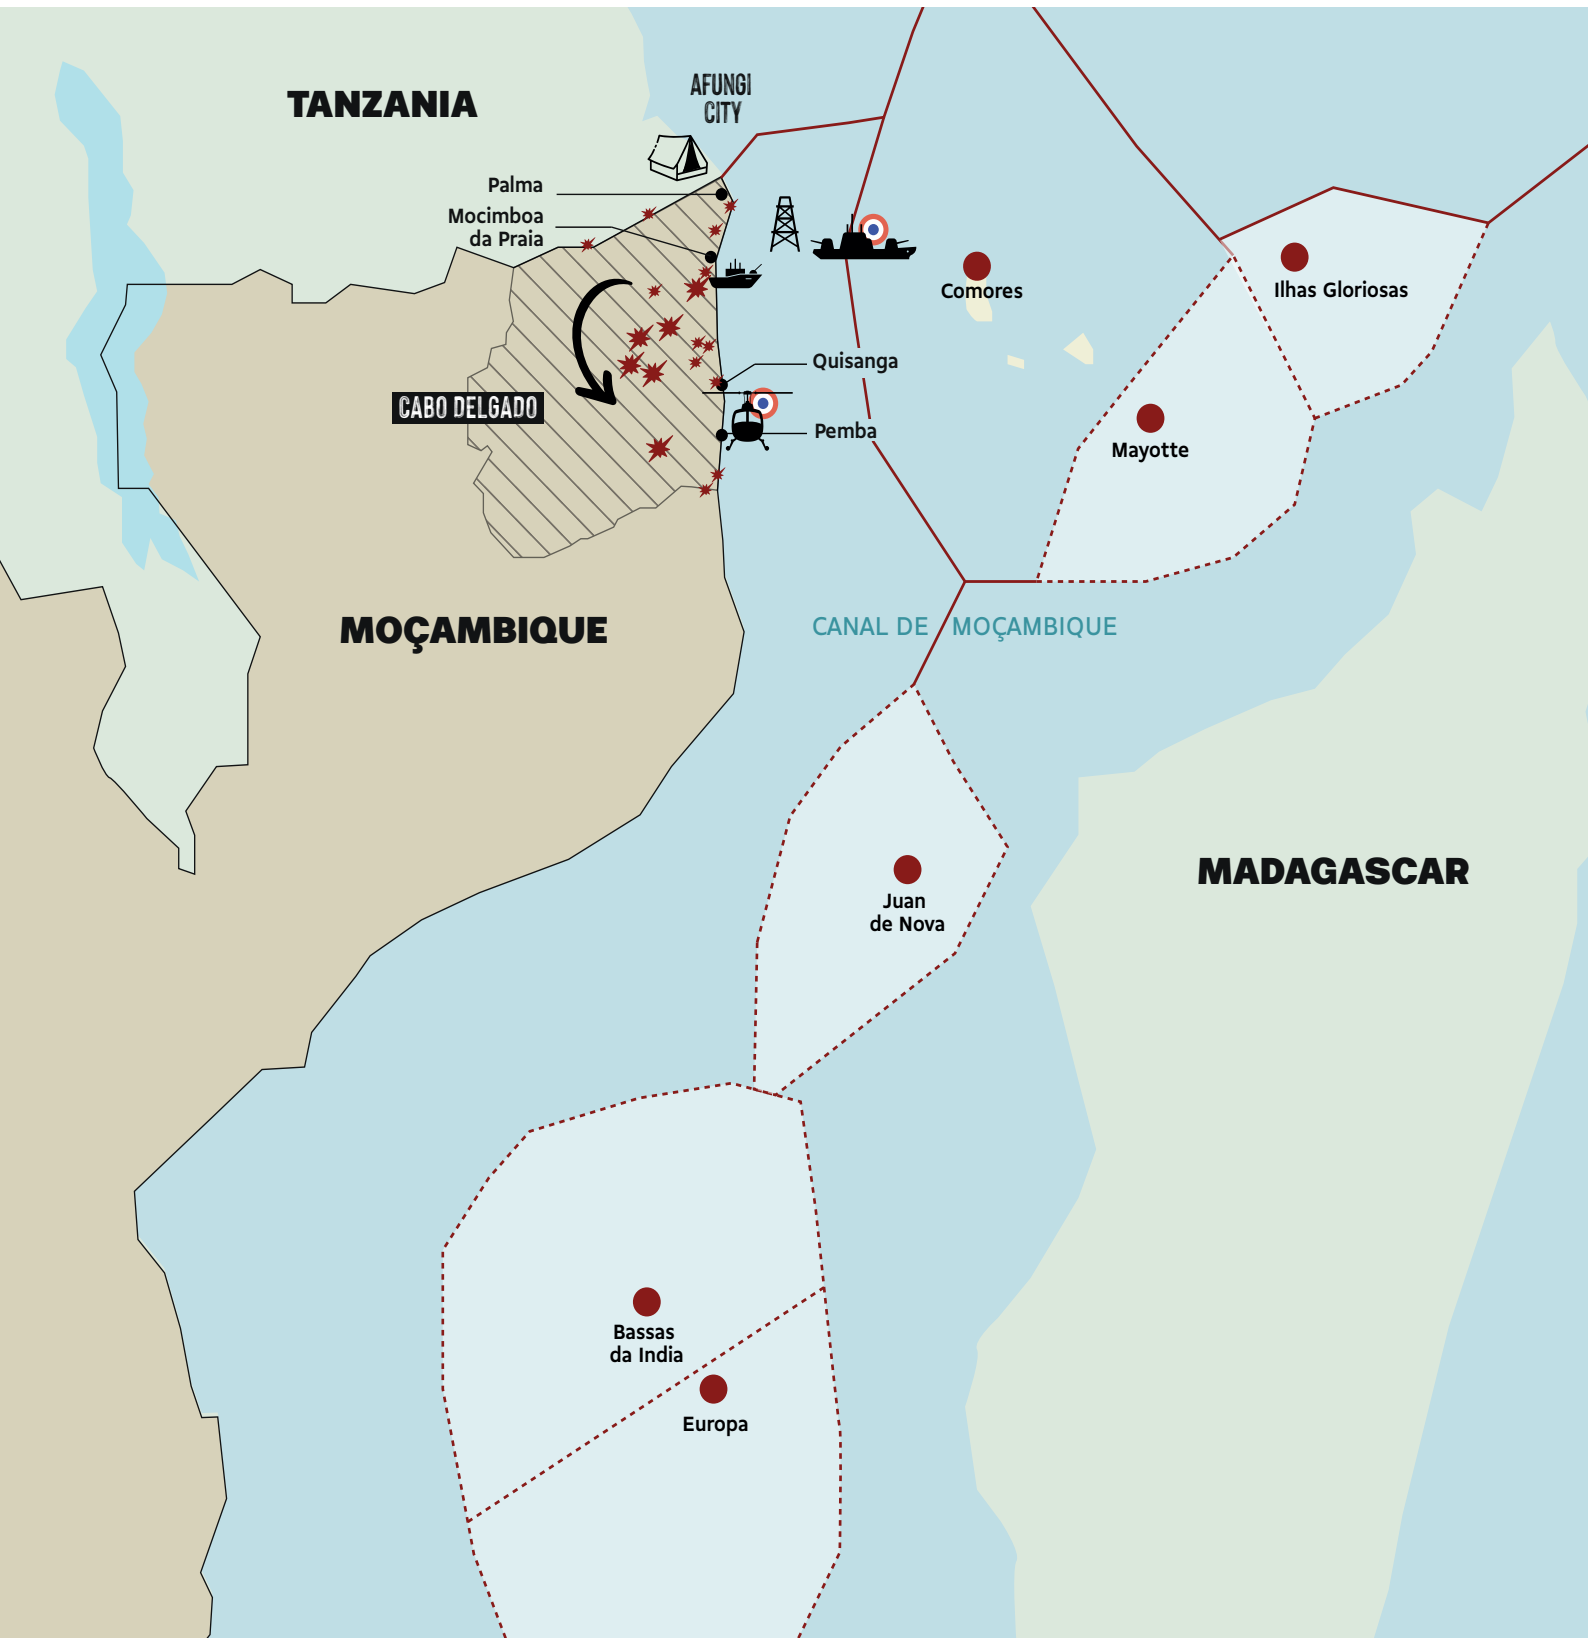 AFUNGI
CITY
TANZANIA
Palma
Mocimboa
da Praia
Comores
Ilhas Gloriosas
Quisanga
CABO DELGADO
Pemba
Mayotte
CANAL DE MOÇAMBIQUE
MOÇAMBIQUE
MADAGASCAR
Juan
de Nova
Bassas
da India
Europa